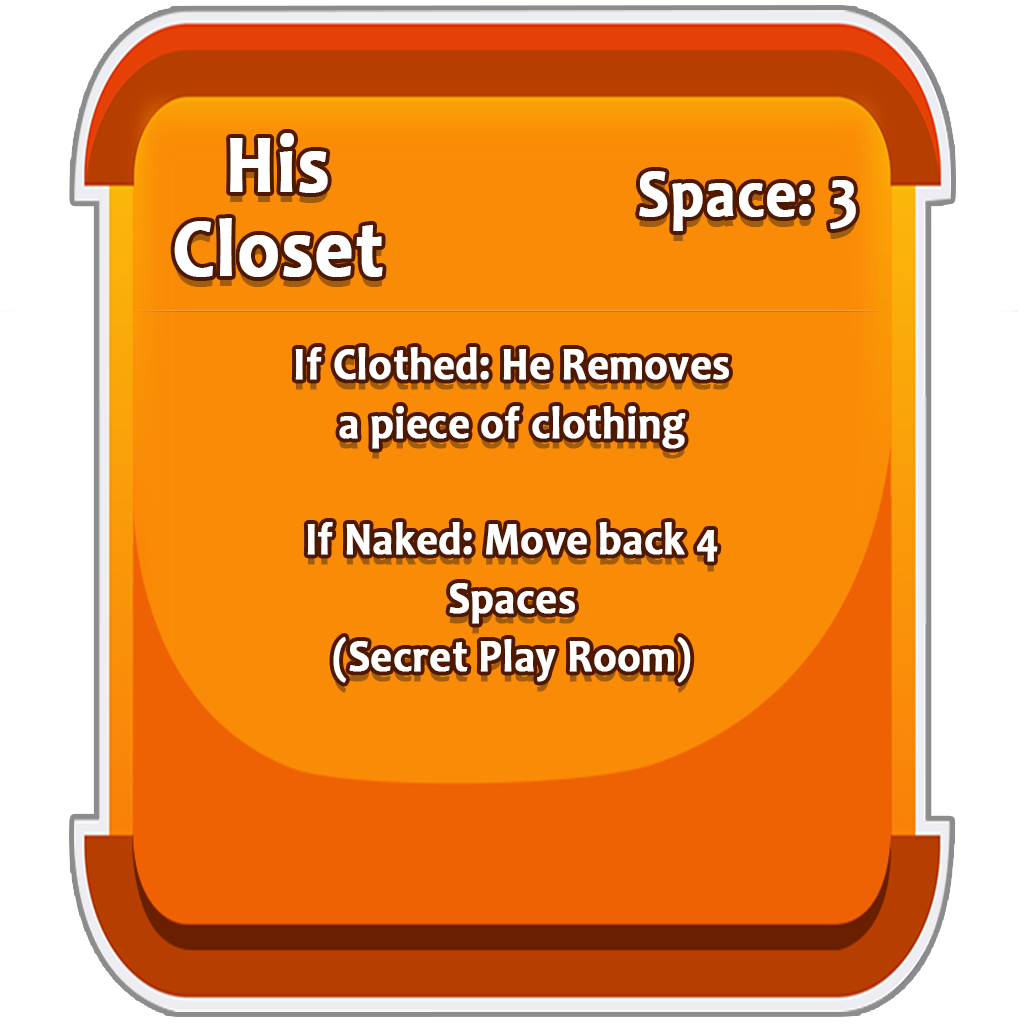 His
Closet
Space: 3
If Clothed: He Removes
a piece of clothing
If Naked: Move back 4
Spaces
(Secret Play Room)